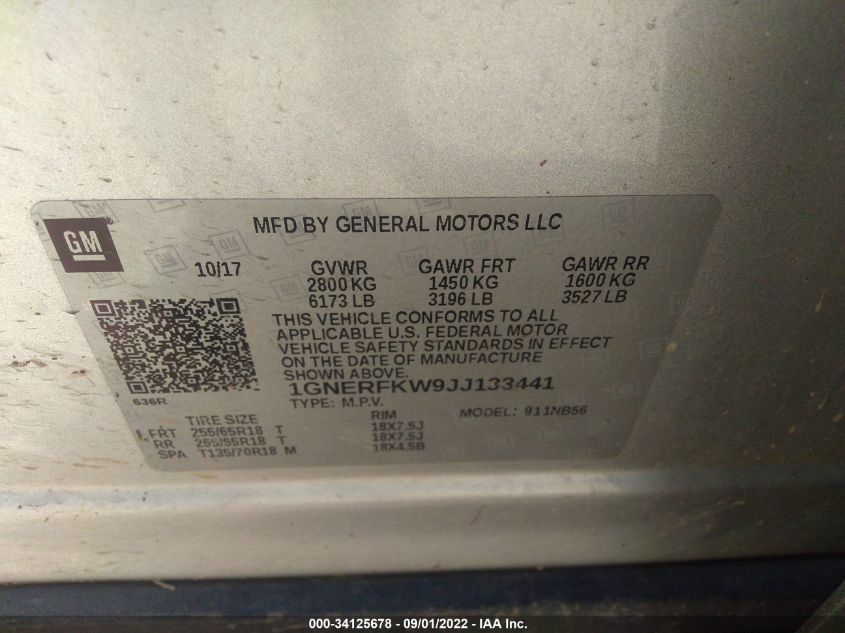 GM
MFD BY GENERAL MOTORS LLC
10/17 GVWR GAWR FRT GAWR RR
2800 KG 1450 KG 1600 KG
6173 LB 3196 LB 3527 LB
THIS VEHICLE CONFORMS TO ALL
APPLICABLE U.S. FEDERAL MOTOR
VEHICLE SAFETY STANDARDS IN EFFECT
ON THE DATE OF MANUFACTURE
SHOWN ABOVE.
636R
1GNERFKW9JJ133441
TYPE: M.P.V. MODEL: 911NB56
TIRE SIZE RIM
FRT 255/65R18 T 18X7.5J
RR 255/65R18 T 18X7.5J
SPA T135/70R18 M 18X4.5B
000-34125678 - 09/01/2022 - IAA Inc.